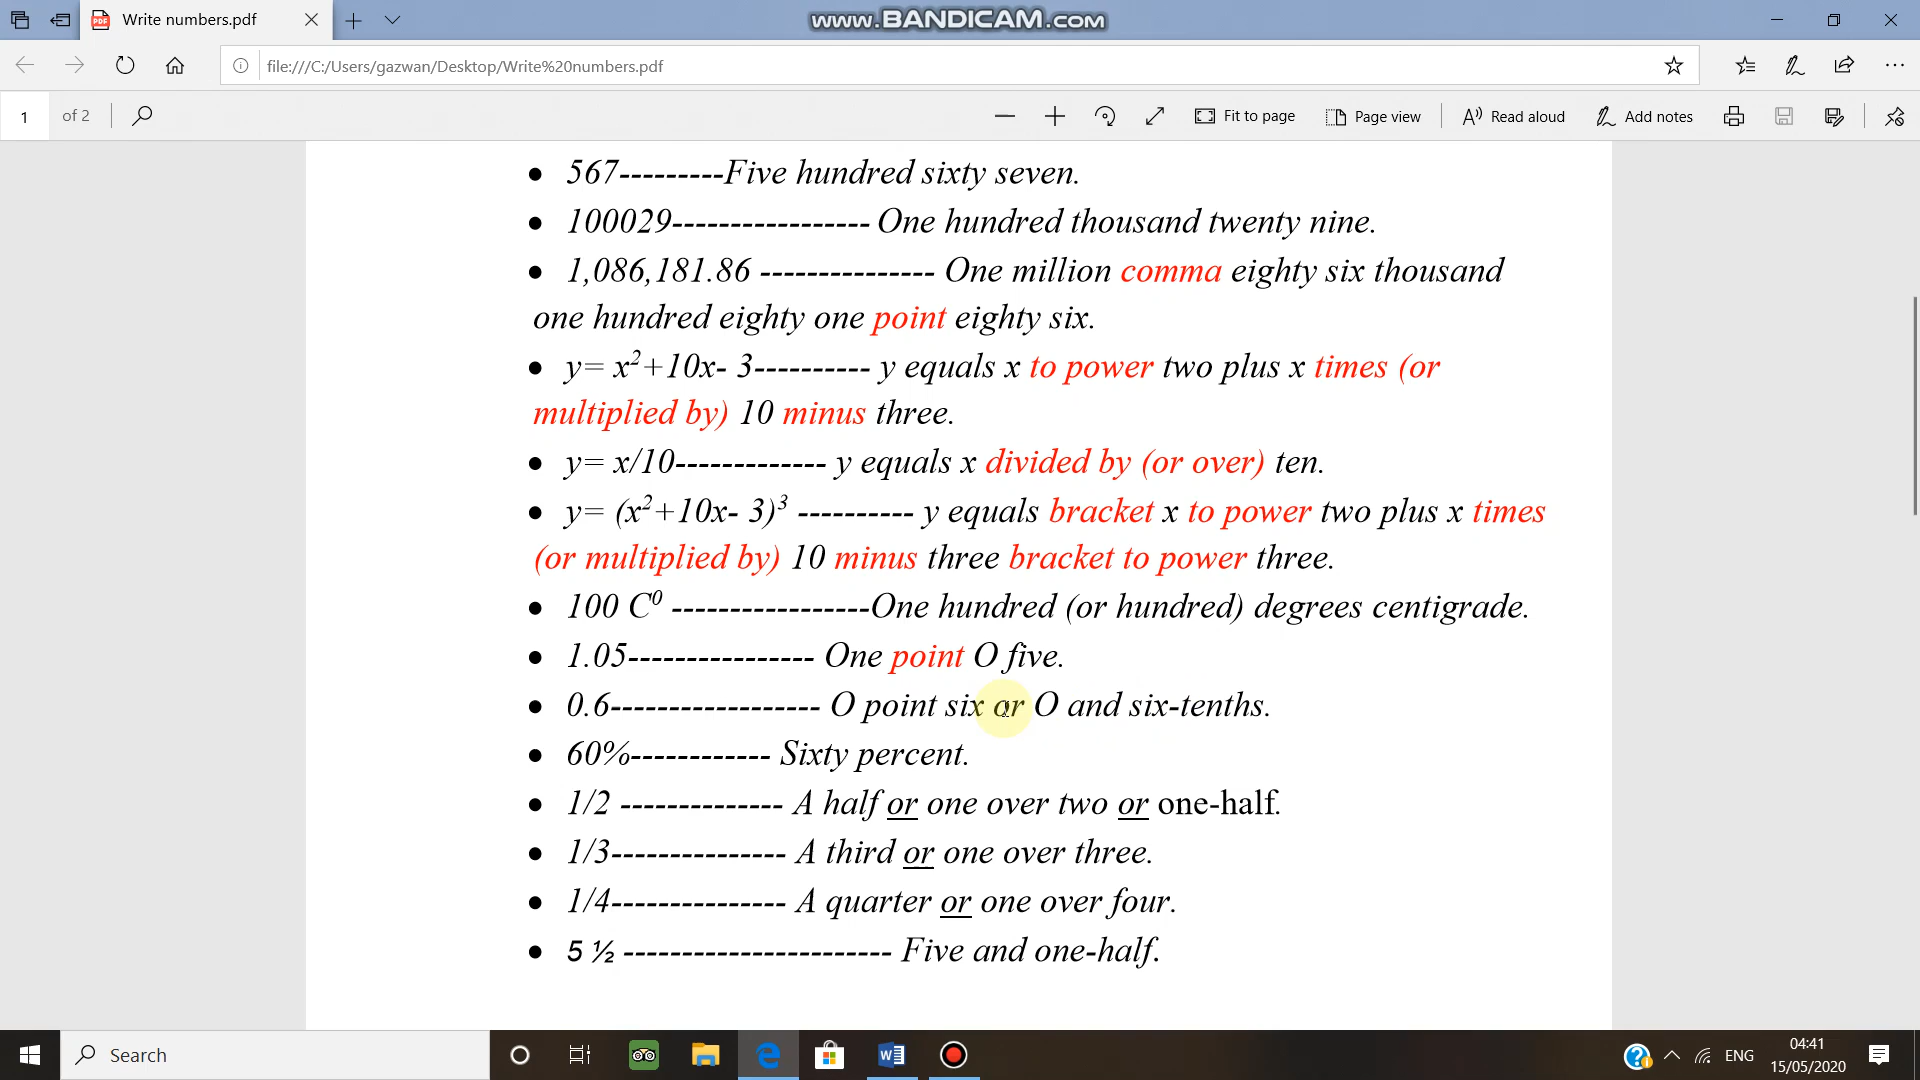 Write numbers.pdf
www.BANDICAM.com
file:///C:/Users/gazwan/Desktop/Write%20numbers.pdf
1 of 2 Fit to page Page view Read aloud Add notes
• 567---------Five hundred sixty seven.
• 100029----------------- One hundred thousand twenty nine.
• 1,086,181.86 --------------- One million comma eighty six thousand
one hundred eighty one point eighty six.
• y= x²+10x- 3---------- y equals x to power two plus x times (or
multiplied by) 10 minus three.
• y= x/10------------- y equals x divided by (or over) ten.
• y= (x²+10x- 3)³ ---------- y equals bracket x to power two plus x times
(or multiplied by) 10 minus three bracket to power three.
• 100 C⁰ -----------------One hundred (or hundred) degrees centigrade.
• 1.05---------------- One point O five.
• 0.6------------------ O point six or O and six-tenths.
• 60%------------ Sixty percent.
• 1/2 -------------- A half or one over two or one-half.
• 1/3--------------- A third or one over three.
• 1/4--------------- A quarter or one over four.
• 5 ½ ----------------------- Five and one-half.
Search
ENG
04:41
15/05/2020